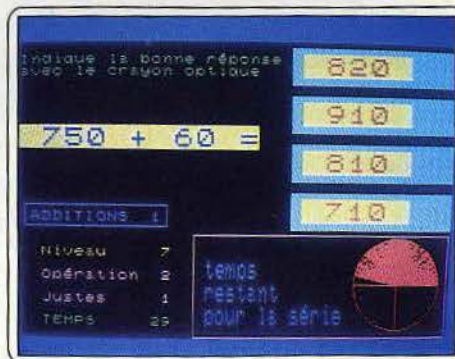 Indique la bonne réponse
avec le crayon optique
750 + 60 =
820
910
810
710
ADDITIONS 1
Niveau 7
Opération 2
Justes 1
TEMPS 29
temps
restant
pour la série